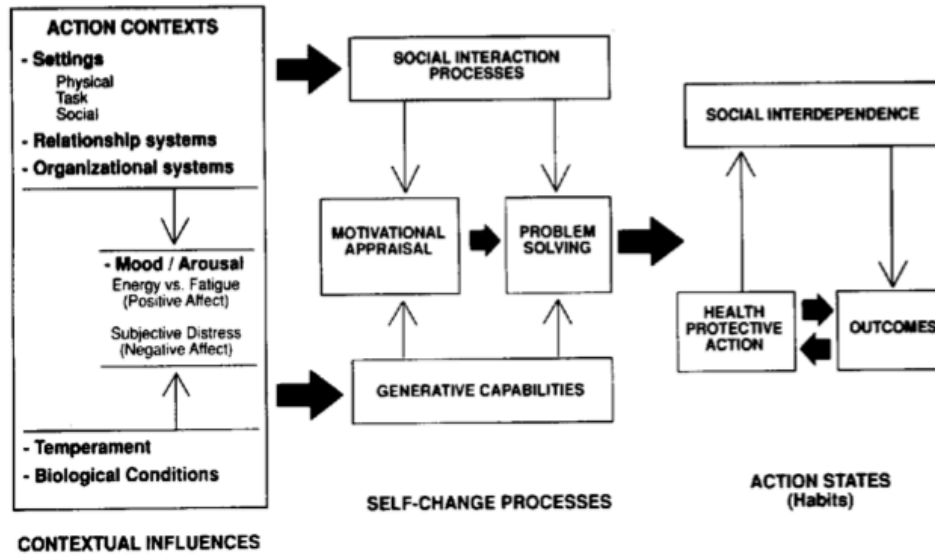 ACTION CONTEXTS
- Settings
Physical
Task
Social
- Relationship systems
- Organizational systems
- Mood / Arousal
Energy vs. Fatigue
(Positive Affect)
Subjective Distress
(Negative Affect)
- Temperament
- Biological Conditions
CONTEXTUAL INFLUENCES
SOCIAL INTERACTION
PROCESSES
MOTIVATIONAL
APPRAISAL
PROBLEM
SOLVING
GENERATIVE CAPABILITIES
SELF-CHANGE PROCESSES
SOCIAL INTERDEPENDENCE
HEALTH
PROTECTIVE
ACTION
OUTCOMES
ACTION STATES
(Habits)